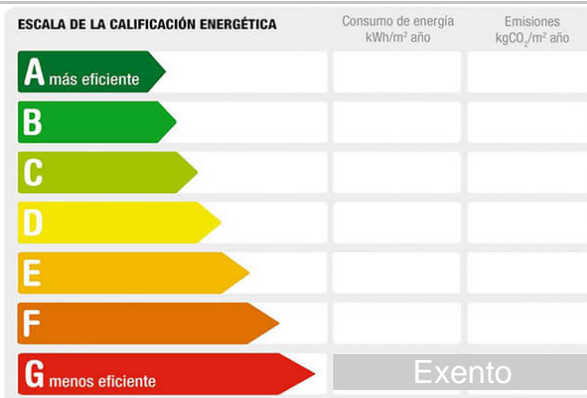 ESCALA DE LA CALIFICACIÓN ENERGÉTICA
Consumo de energía
kWh/m² año
Emisiones
kgCO₂/m² año
A más eficiente
B
C
D
E
F
G menos eficiente
Exento